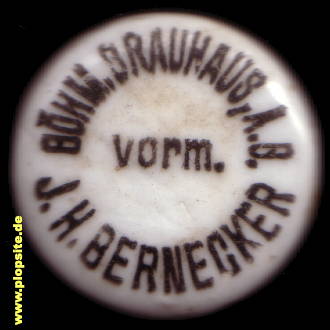 BÖHM. BRAUHAUS, A.G.
vorm.
J. H. BERNECKER
www.plopsite.de